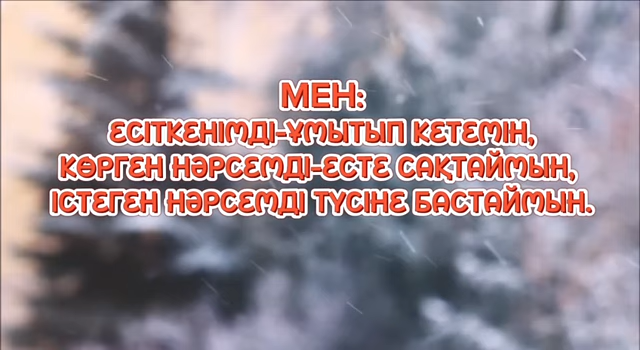 МЕН:
ЕСІТКЕНІМДІ-ҰМЫТЫП КЕТЕМІН,
КӨРГЕН НӘРСЕМДІ-ЕСТЕ САҚТАЙМЫН,
ІСТЕГЕН НӘРСЕМДІ ТҮСІНЕ БАСТАЙМЫН.